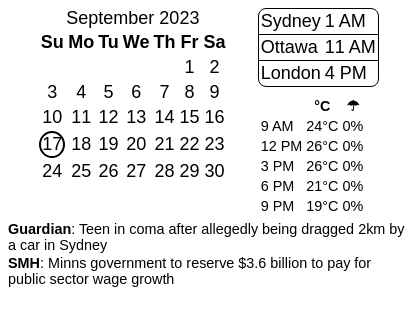 September 2023
Su Mo Tu We Th Fr Sa
1 2
3 4 5 6 7 8 9
10 11 12 13 14 15 16
17 18 19 20 21 22 23
24 25 26 27 28 29 30
Sydney 1 AM
Ottawa 11 AM
London 4 PM
°C ☂
9 AM 24°C 0%
12 PM 26°C 0%
3 PM 26°C 0%
6 PM 21°C 0%
9 PM 19°C 0%
Guardian: Teen in coma after allegedly being dragged 2km by
a car in Sydney
SMH: Minns government to reserve $3.6 billion to pay for
public sector wage growth